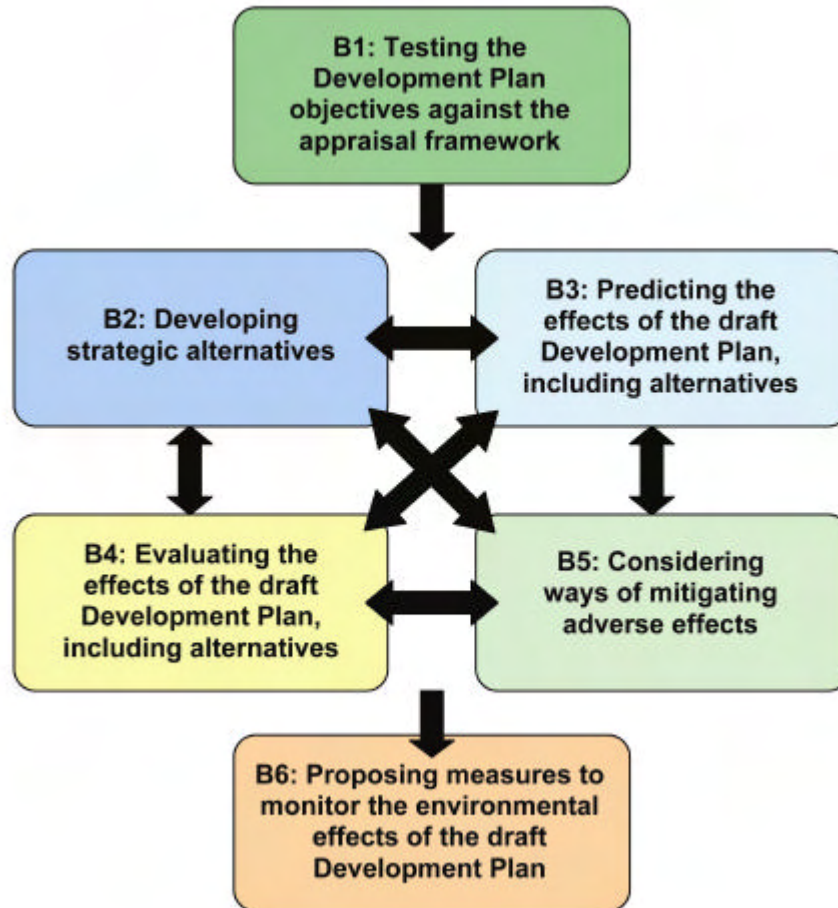 B1: Testing the
Development Plan
objectives against the
appraisal framework
B2: Developing
strategic alternatives
B3: Predicting the
effects of the draft
Development Plan,
including alternatives
B4: Evaluating the
effects of the draft
Development Plan,
including alternatives
B5: Considering
ways of mitigating
adverse effects
B6: Proposing measures to
monitor the environmental
effects of the draft
Development Plan